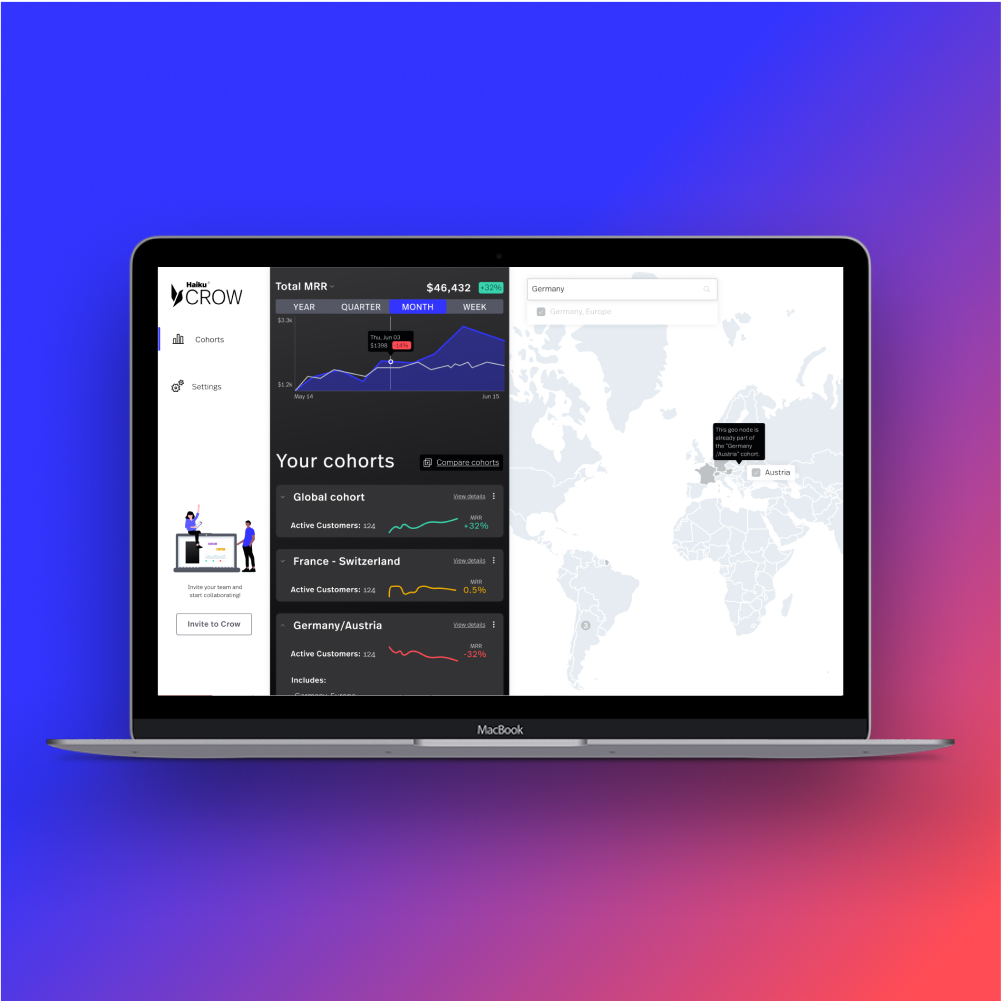 Haiku
CROW
Cohorts
Settings
Invite your team and
start collaborating!
Invite to Crow
Total MRR
$46,432
+32%
YEAR
QUARTER
MONTH
WEEK
$3.3k
Thu, Jun 03
$1398
-14%
$1.2k
May 14
Jun 15
Your cohorts
Compare cohorts
Global cohort
View details
Active Customers: 124
MRR
+32%
France - Switzerland
View details
Active Customers: 124
MRR
0.5%
Germany/Austria
View details
Active Customers: 124
MRR
-32%
Includes:
Germany, Europe
Germany
Germany, Europe
This geo node is
already part of
the "Germany
/Austria" cohort.
Austria
3
MacBook